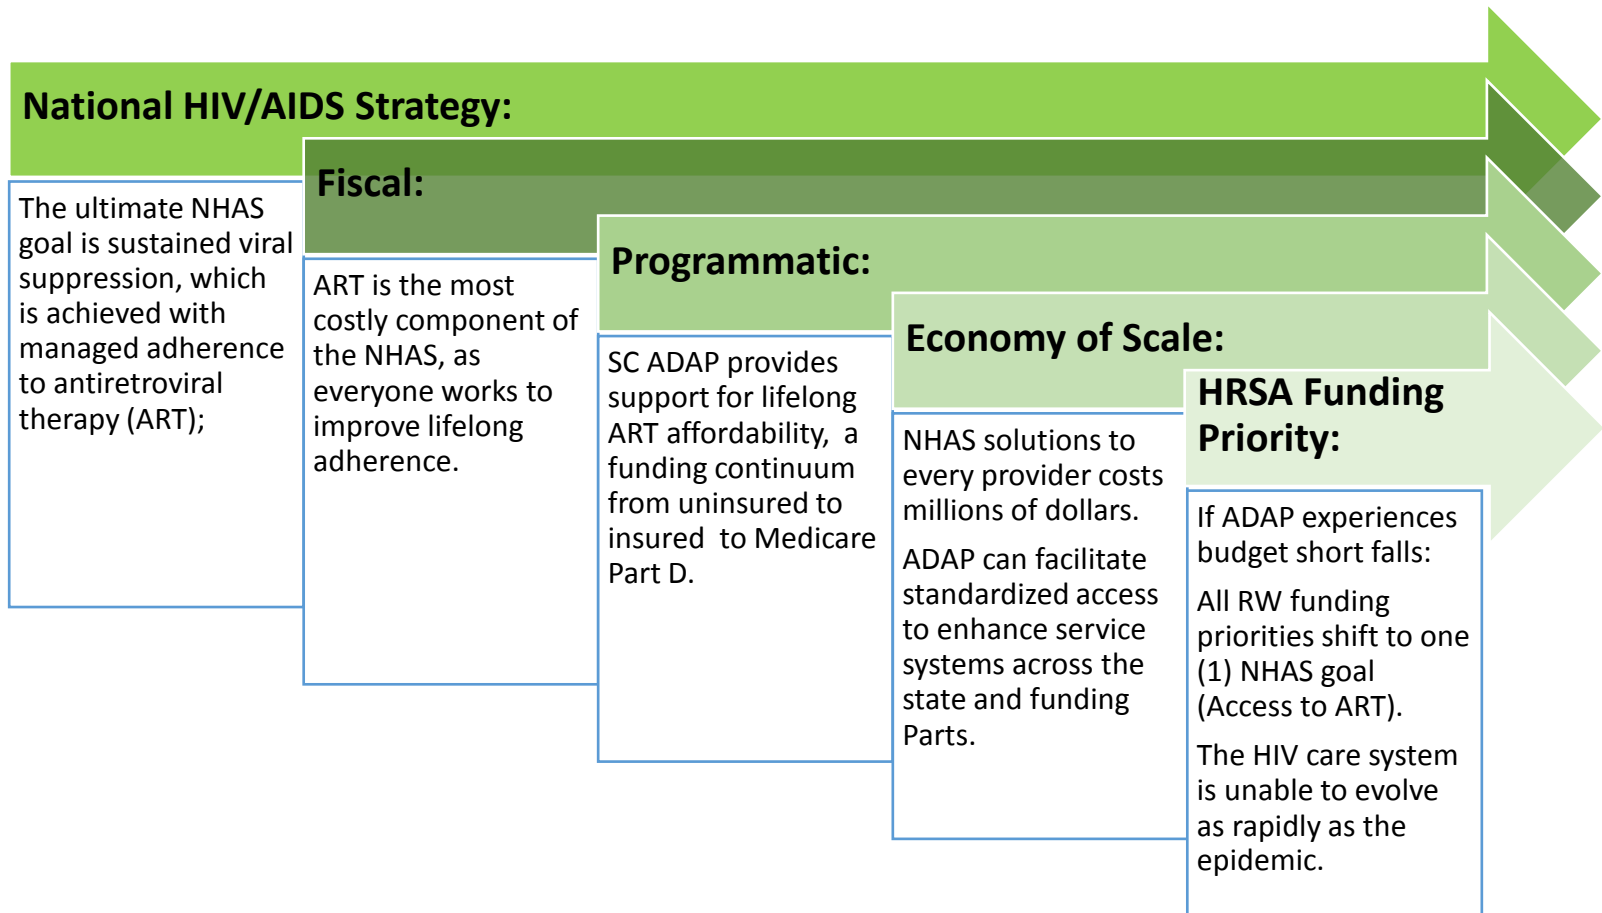 National HIV/AIDS Strategy:
The ultimate NHAS
goal is sustained viral
suppression, which
is achieved with
managed adherence
to antiretroviral
therapy (ART);
Fiscal:
ART is the most
costly component of
the NHAS, as
everyone works to
improve lifelong
adherence.
Programmatic:
SC ADAP provides
support for lifelong
ART affordability,  a
funding continuum
from uninsured to
insured  to Medicare
Part D.
Economy of Scale:
NHAS solutions to
every provider costs
millions of dollars.
ADAP can facilitate
standardized access
to enhance service
systems across the
state and funding
Parts.
HRSA Funding
Priority:
If ADAP experiences
budget short falls:
All RW funding
priorities shift to one
(1) NHAS goal
(Access to ART).
The HIV care system
is unable to evolve
as rapidly as the
epidemic.